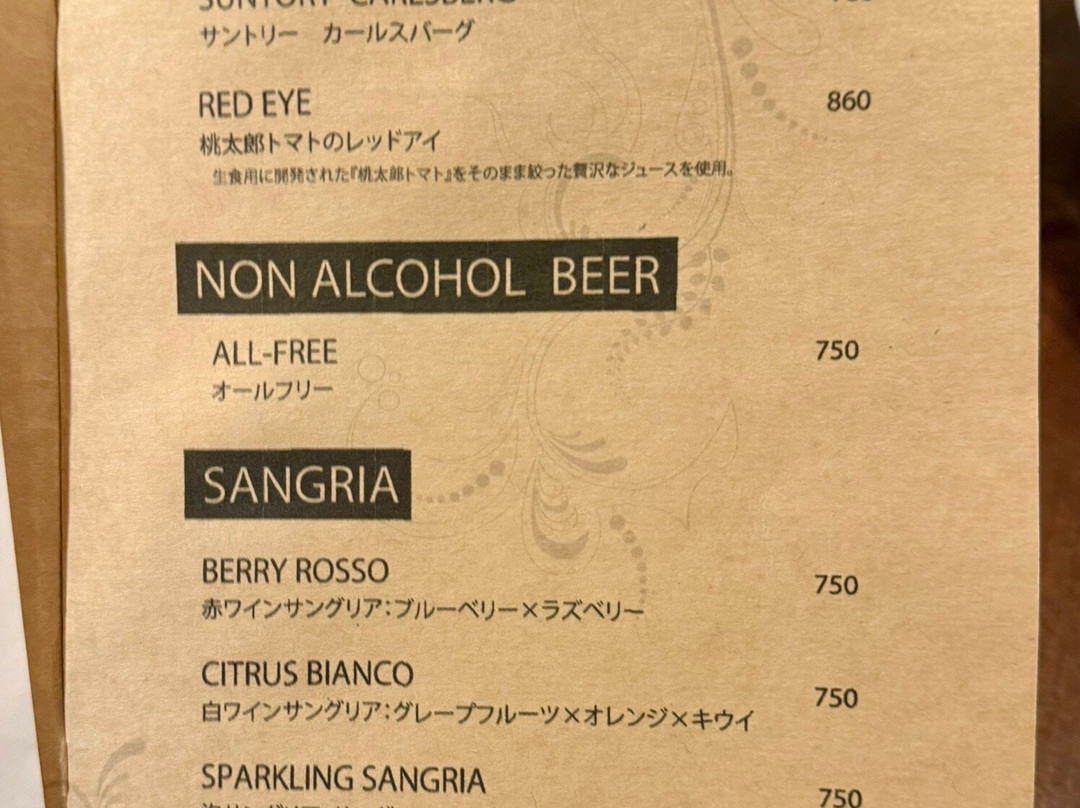 SUNTORY CARLSBERG
サントリー　カールスバーグ
RED EYE 860
桃太郎トマトのレッドアイ
生食用に開発された『桃太郎トマト』をそのまま絞った贅沢なジュースを使用。
NON ALCOHOL BEER
ALL-FREE 750
オールフリー
SANGRIA
BERRY ROSSO 750
赤ワインサングリア：ブルーベリー×ラズベリー
CITRUS BIANCO 750
白ワインサングリア：グレープフルーツ×オレンジ×キウイ
SPARKLING SANGRIA 750